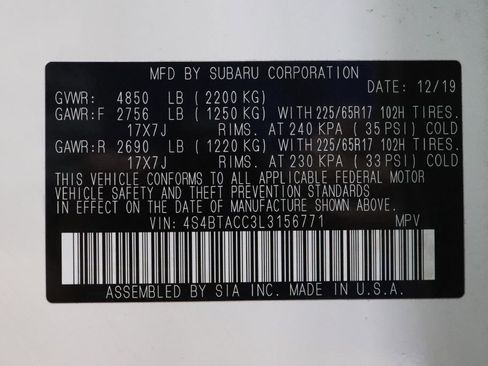 MFD BY SUBARU CORPORATION
DATE: 12/19
GVWR: 4850 LB (2200 KG)
GAWR:F 2756 LB (1250 KG) WITH 225/65R17 102H TIRES.
17X7J RIMS. AT 240 KPA (35 PSI) COLD
GAWR:R 2690 LB (1220 KG) WITH 225/65R17 102H TIRES.
17X7J RIMS. AT 230 KPA (33 PSI) COLD
THIS VEHICLE CONFORMS TO ALL APPLICABLE FEDERAL MOTOR
VEHICLE SAFETY AND THEFT PREVENTION STANDARDS
IN EFFECT ON THE DATE OF MANUFACTURE SHOWN ABOVE.
VIN: 4S4BTACC3L3156771 MPV
ASSEMBLED BY SIA INC. MADE IN U.S.A.